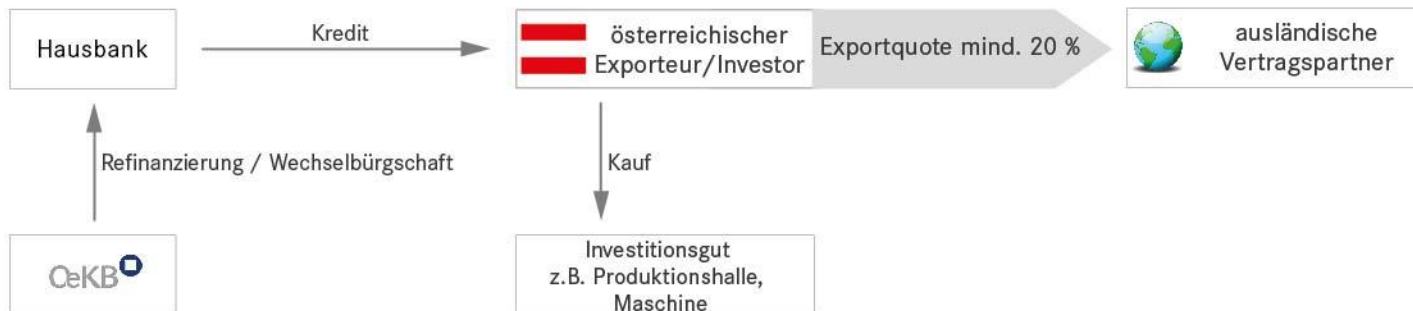 Hausbank
Kredit
österreichischer
Exporteur/Investor
Exportquote mind. 20 %
ausländische
Vertragspartner
Refinanzierung / Wechselbürgschaft
Kauf
OeKB
Investitionsgut
z.B. Produktionshalle,
Maschine